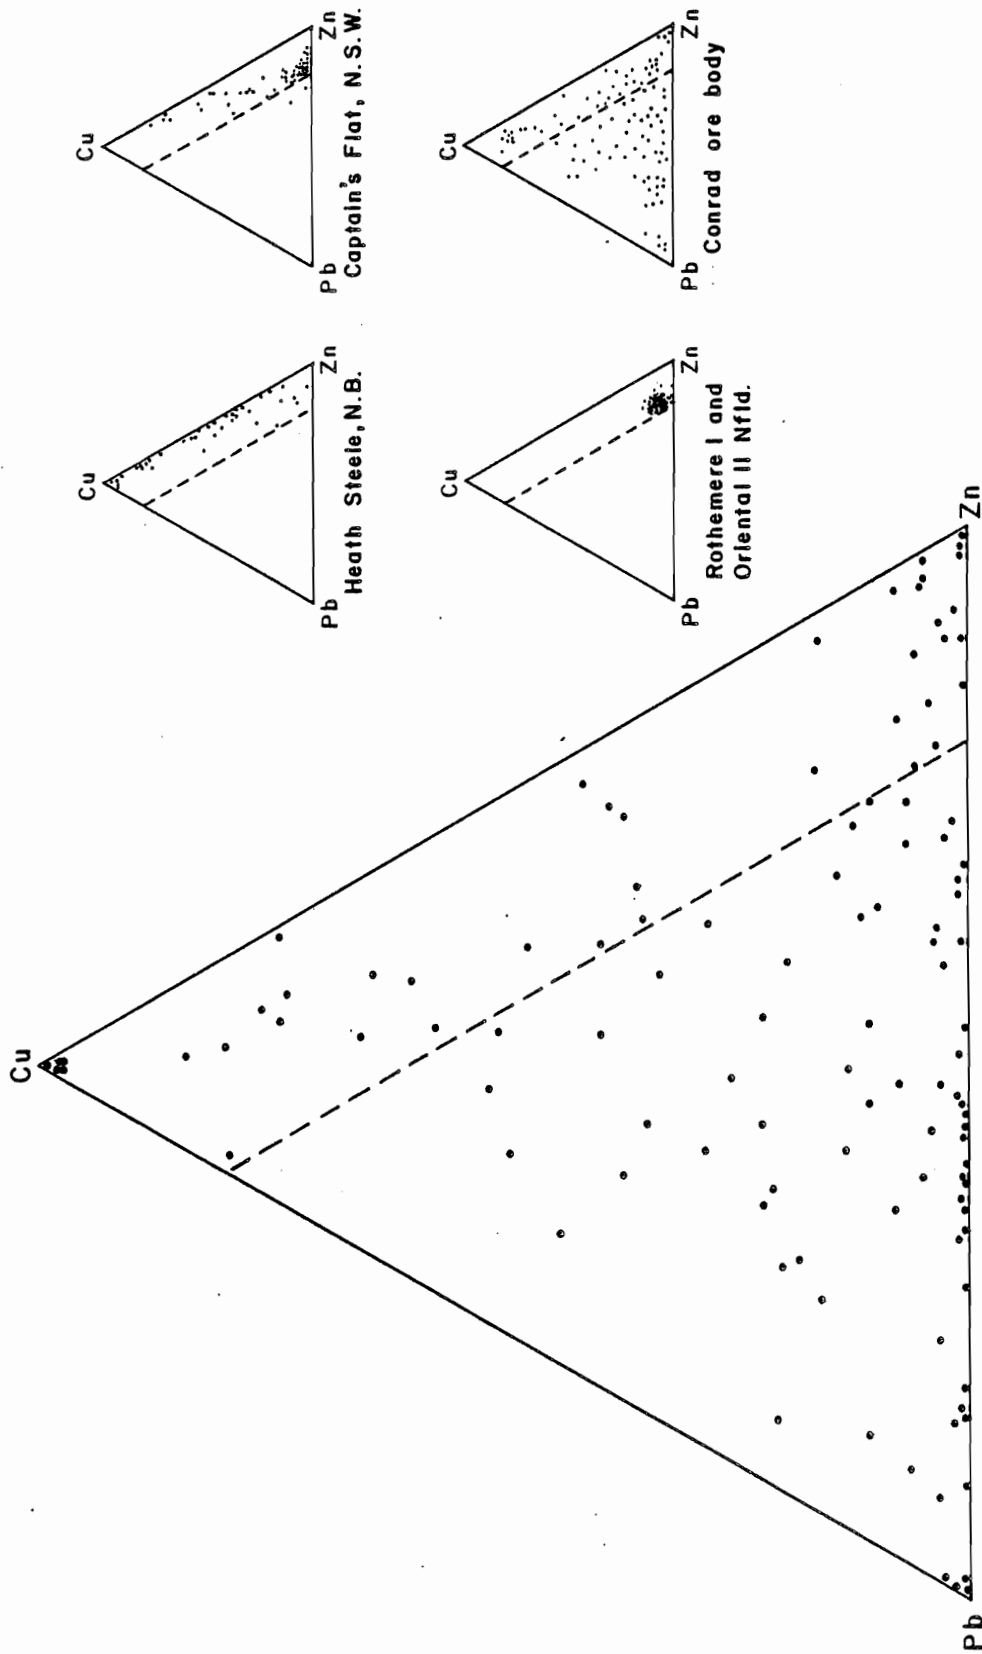 Cu
Pb
Zn
Cu
Pb
Zn
Heath Steele, N.B.
Cu
Pb
Zn
Captain's Flat, N.S.W.
Cu
Pb
Zn
Rothemere I and
Oriental II Nfld.
Cu
Pb
Zn
Conrad ore body